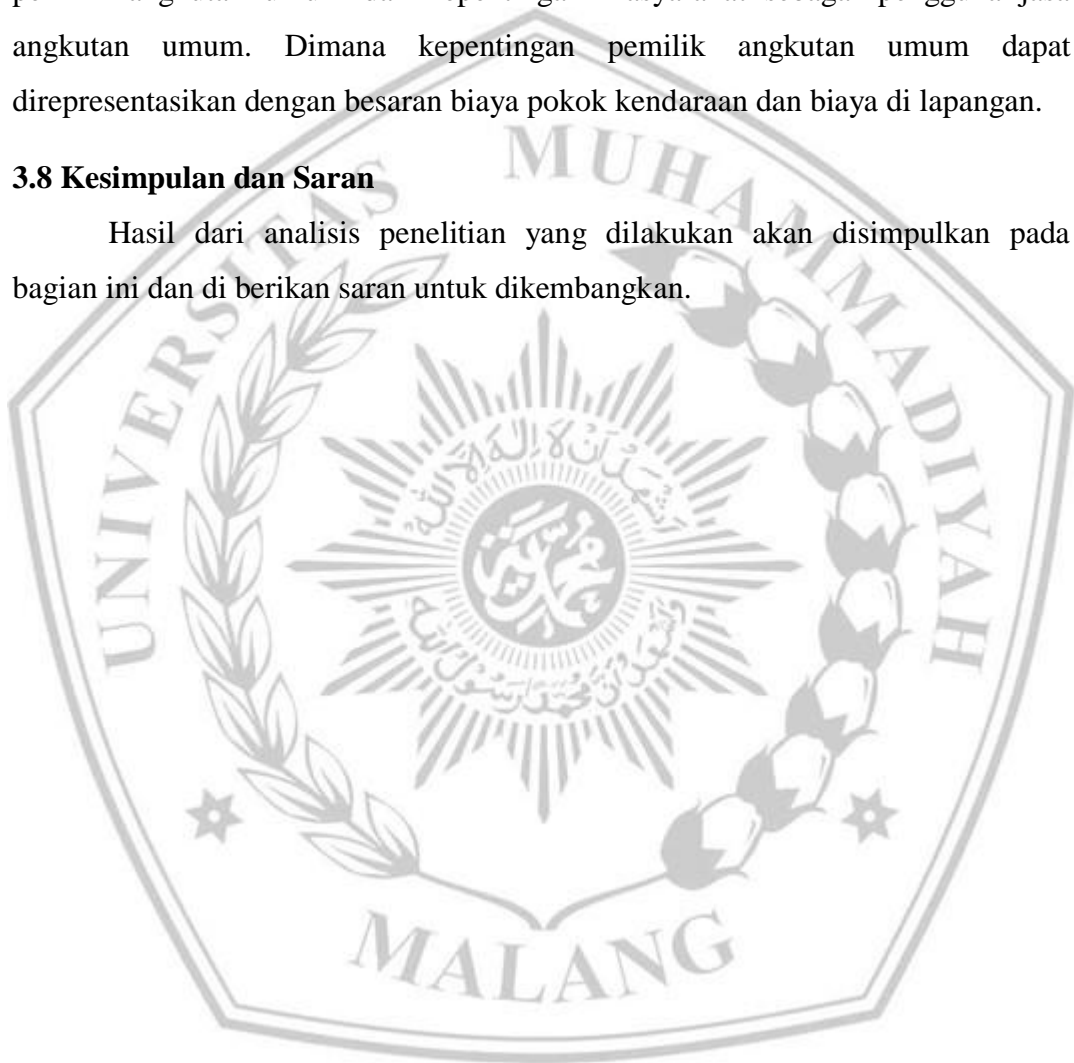 angkutan umum. Dimana kepentingan pemilik angkutan umum dapat
direpresentasikan dengan besaran biaya pokok kendaraan dan biaya di lapangan.
3.8 Kesimpulan dan Saran
Hasil dari analisis penelitian yang dilakukan akan disimpulkan pada
bagian ini dan di berikan saran untuk dikembangkan.
UNIVERSITAS MUHAMMADIYAH
MALANG